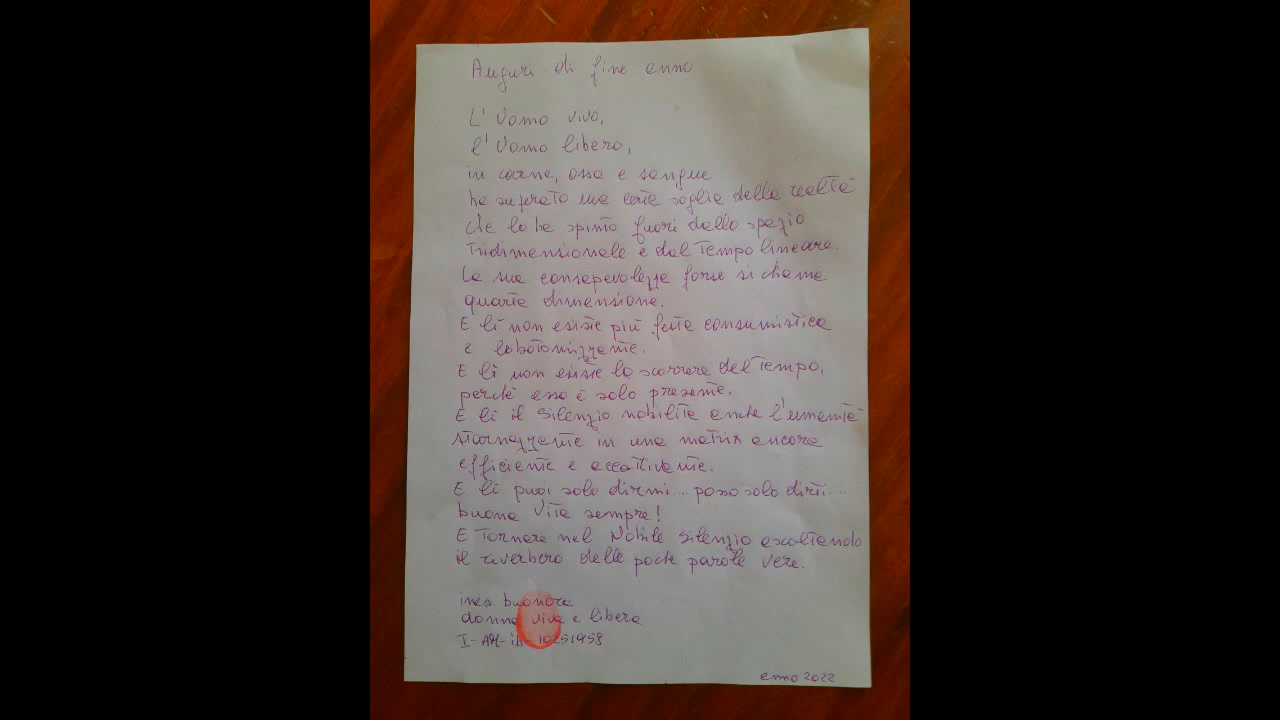 Auguri di fine anno
L'Uomo vivo,
l'Uomo libero,
in carne, ossa e sangue
ha superato una certa soglia della realtà
che lo ha spinto fuori dallo spazio
Tridimensionale e dal Tempo lineare.
La sua consapevolezza forse si chiama
quarta dimensione.
E lì non esiste più festa consumistica
e lobotomizzante.
E lì non esiste lo scorrere del Tempo,
perché esso è solo presente.
E lì il Silenzio nobilita anche l'umanità
starnazzante in una matrix ancora
efficiente e accattivante.
E lì puoi solo dirmi... posso solo dirti...
buona Vita sempre!
E Tornare nel Nobile Silenzio ascoltando
il riverbero delle poche parole vere.
ines buonora
donna viva e libera
anno 2022